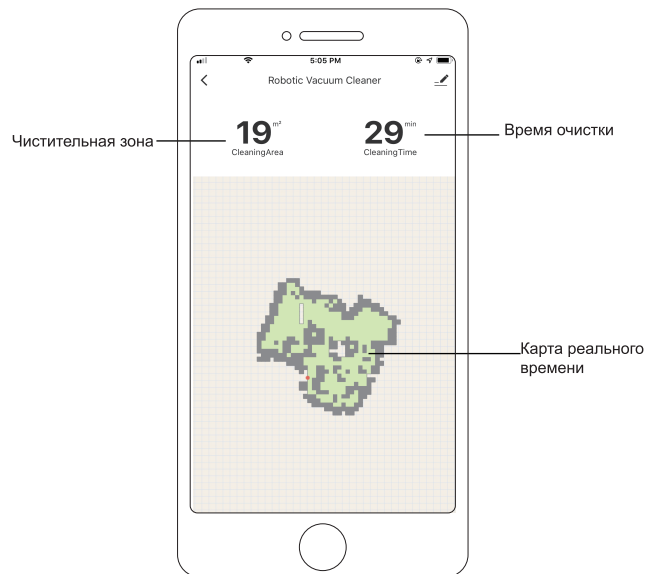 5:05 PM
Robotic Vacuum Cleaner
19 m²
29 min
CleaningArea
CleaningTime
Чистительная зона
Время очистки
Карта реального
времени